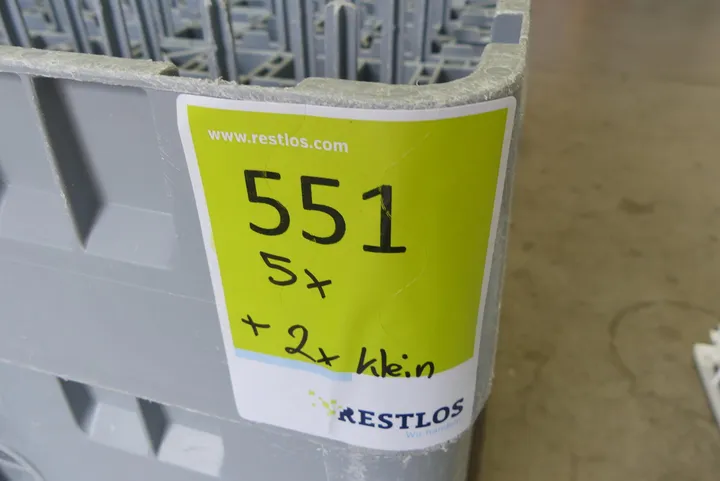 www.restlos.com
551
5x
+ 2x klein
RESTLOS